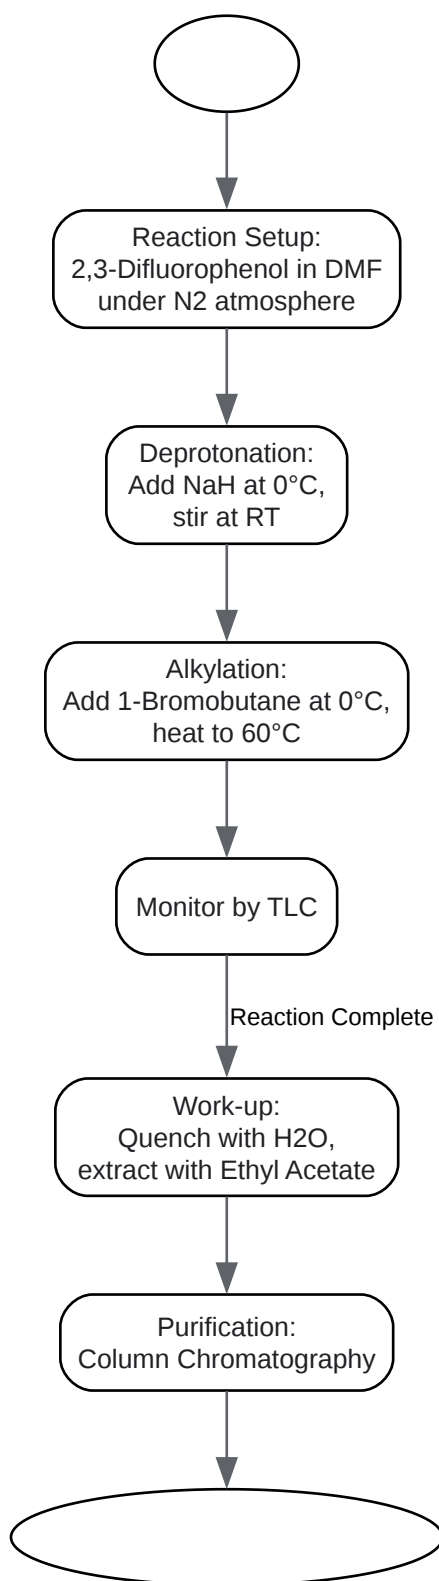 Reaction Setup:
2,3-Difluorophenol in DMF
under N2 atmosphere
Deprotonation:
Add NaH at 0°C,
stir at RT
Alkylation:
Add 1-Bromobutane at 0°C,
heat to 60°C
Monitor by TLC
Reaction Complete
Work-up:
Quench with H2O,
extract with Ethyl Acetate
Purification:
Column Chromatography